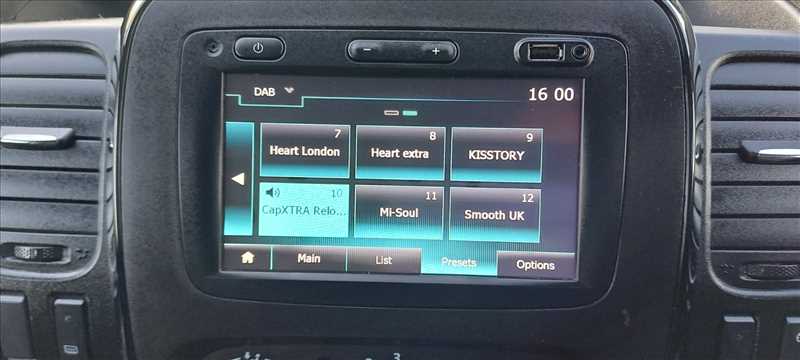 DAB
16 00
7
Heart London
8
Heart extra
9
KISSTORY
10
CapXTRA Relo...
11
Mi-Soul
12
Smooth UK
Main
List
Presets
Options
3